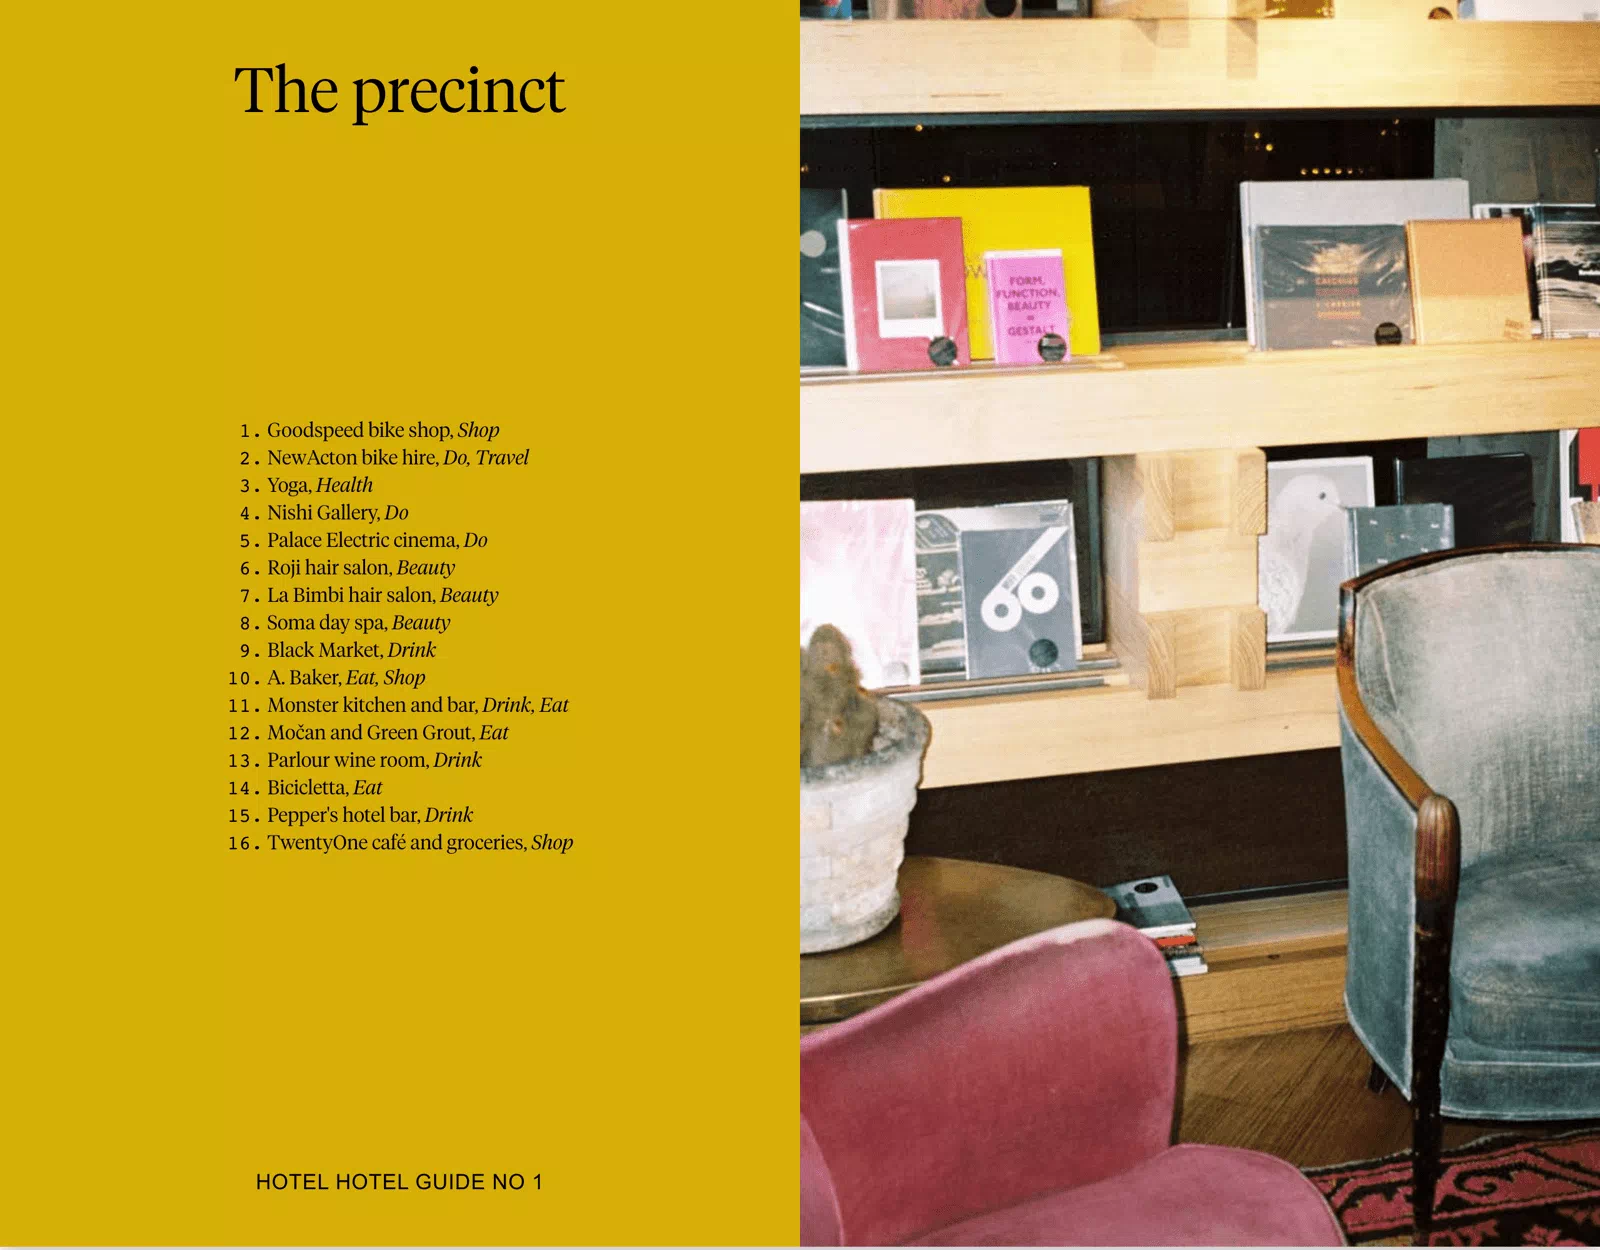 The precinct
1. Goodspeed bike shop, Shop
2. NewActon bike hire, Do, Travel
3. Yoga, Health
4. Nishi Gallery, Do
5. Palace Electric cinema, Do
6. Roji hair salon, Beauty
7. La Bimbi hair salon, Beauty
8. Soma day spa, Beauty
9. Black Market, Drink
10. A. Baker, Eat, Shop
11. Monster kitchen and bar, Drink, Eat
12. Močan and Green Grout, Eat
13. Parlour wine room, Drink
14. Bicicletta, Eat
15. Pepper's hotel bar, Drink
16. TwentyOne café and groceries, Shop
HOTEL HOTEL GUIDE NO 1
FORM,
FUNCTION,
BEAUTY
=
GESTALT